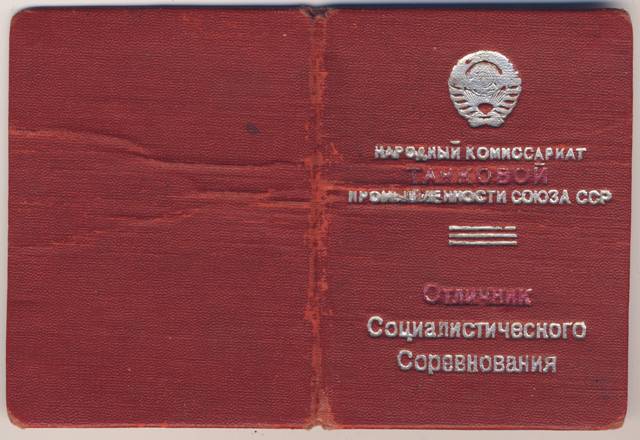 НАРОДНЫЙ КОМИССАРИАТ
ТАНКОВОЙ
ПРОМЫШЛЕННОСТИ СОЮЗА ССР
Отличник
Социалистического
Соревнования